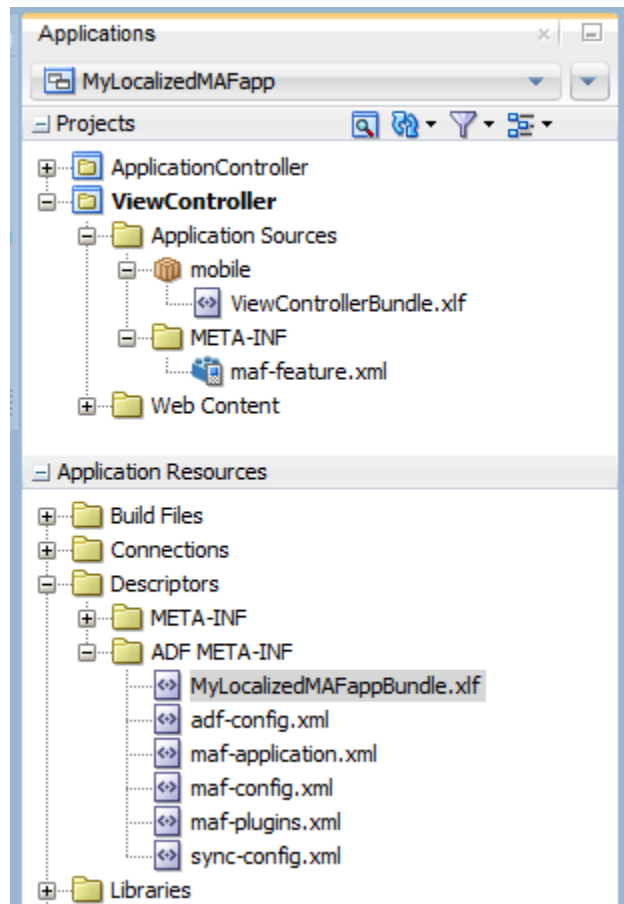 Applications
MyLocalizedMAFapp
Projects
ApplicationController
ViewController
Application Sources
mobile
ViewControllerBundle.xlf
META-INF
maf-feature.xml
Web Content
Application Resources
Build Files
Connections
Descriptors
META-INF
ADF META-INF
MyLocalizedMAFappBundle.xlf
adf-config.xml
maf-application.xml
maf-config.xml
maf-plugins.xml
sync-config.xml
Libraries